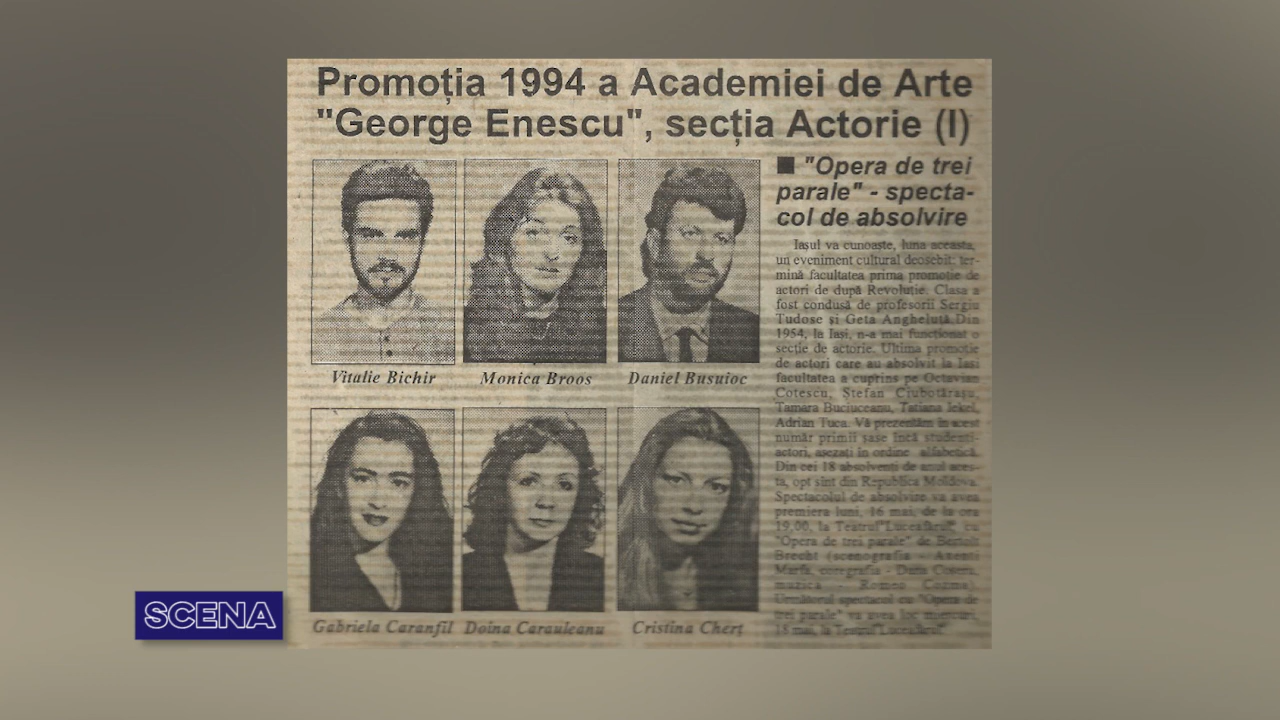 Promoția 1994 a Academiei de Arte
"George Enescu", secția Actorie (I)
■ "Opera de trei
parale" - specta-
col de absolvire
Iașul va cunoaște, luna aceasta,
un eveniment cultural deosebit: ter-
mină facultatea prima promoție de
actori de după Revoluție. Clasa a
fost condusă de profesorii Sergiu
Tudose și Geta Angheluță.Din
1954, la Iași, n-a mai funcționat o
secție de actorie. Ultima promoție
de actori care au absolvit la Iași
facultatea a cuprins pe Octavian
Cotescu, Ștefan Ciubotărașu,
Tamara Buciuceanu, Tatiana Iekel,
Adrian Tuca. Vă prezentăm în acest
număr primii șase încă studenți-
actori, așezați în ordine alfabetică.
Din cei 18 absolvenți de anul aces-
ta, opt sînt din Republica Moldova.
Spectacolul de absolvire va avea
premiera luni, 16 mai, de la ora
19,00, la Teatrul"Luceafărul", cu
"Opera de trei parale" de Bertolt
Brecht (scenografia - Axenti
Marfa, coregrafia -
muzica - Romeo Cozma).
Următorul spectacol cu "Opera de
trei parale" va avea loc miercuri,
18 mai, la Teatrul"Luceafărul".
Vitalie Bichir
Monica Broos
Daniel Busuioc
Gabriela Caranfil
Doina Carauleanu
Cristina Cherț
SCENA